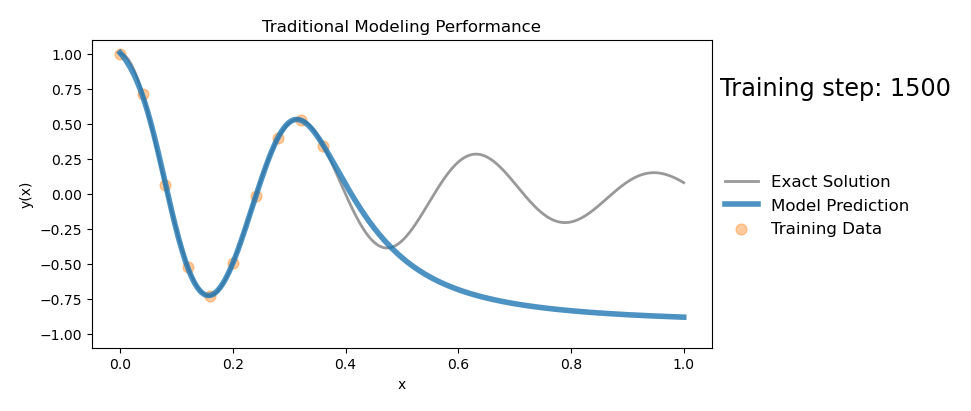 Traditional Modeling Performance
Training step: 1500
1.00
0.75
0.50
0.25
0.00
−0.25
−0.50
−0.75
−1.00
y(x)
Exact Solution
Model Prediction
Training Data
0.0 0.2 0.4 0.6 0.8 1.0
x